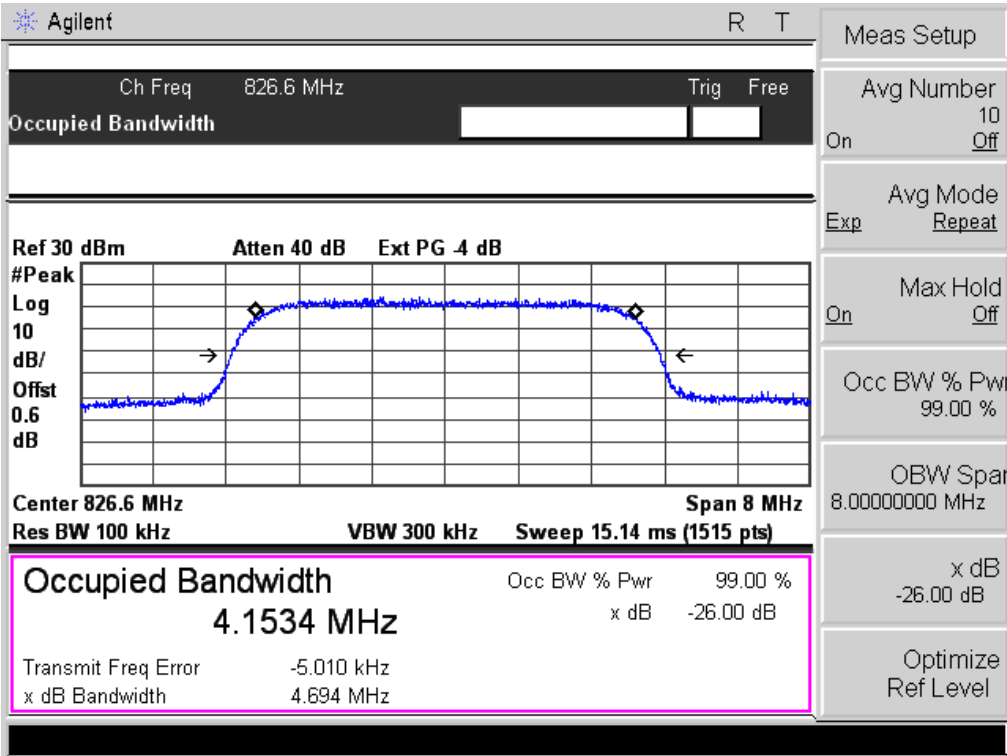 Agilent R T
Ch Freq 826.6 MHz Trig Free
Occupied Bandwidth
Ref 30 dBm Atten 40 dB Ext PG -4 dB
#Peak
Log
10
dB/
Offst
0.6
dB
Center 826.6 MHz Span 8 MHz
Res BW 100 kHz VBW 300 kHz Sweep 15.14 ms (1515 pts)
Occupied Bandwidth Occ BW % Pwr 99.00 %
4.1534 MHz x dB -26.00 dB
Transmit Freq Error -5.010 kHz
x dB Bandwidth 4.694 MHz
Meas Setup
Avg Number
10
On Off
Avg Mode
Exp Repeat
Max Hold
On Off
Occ BW % Pwr
99.00 %
OBW Span
8.00000000 MHz
x dB
-26.00 dB
Optimize
Ref Level